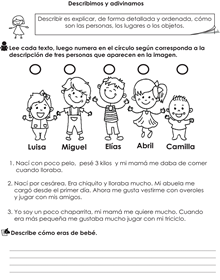 Describimos y adivinamos
Describir es explicar, de forma detallada y ordenada, cómo
son las personas, los lugares o los objetos.
Lee cada texto, luego numera en el círculo según corresponda a la
descripción de tres personas que aparecen en la imagen.
Luisa Miguel Elías Abril Camilla
1. Nací con poco pelo, pesé 3 kilos y mi mamá me daba de comer
cuando lloraba.
2. Nací por cesárea. Era chiquito y lloraba mucho. Mi abuela me
cargó desde el primer día. Ahora me gusta vestirme con overoles
y jugar con mis amigos.
3. Yo soy un poco chaparrita, mi mamá me quiere mucho. Cuando
era más pequeña me gustaba mucho jugar con mi triciclo.
Describe cómo eras de bebé.